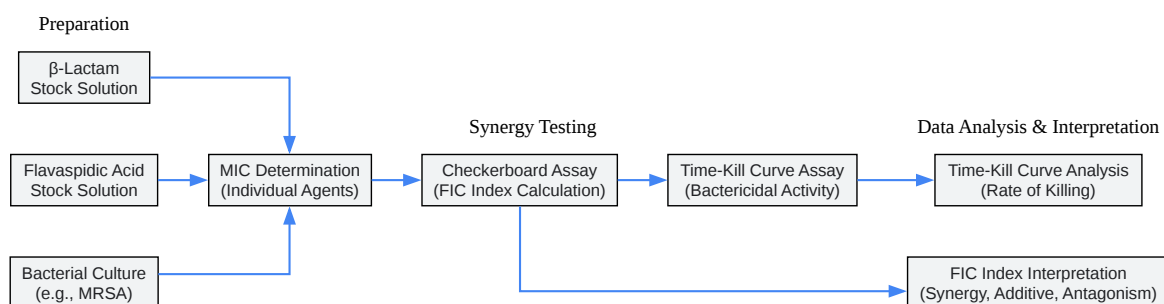 Preparation
β-Lactam
Stock Solution
Synergy Testing
Data Analysis & Interpretation
Flavaspidic Acid
Stock Solution
MIC Determination
(Individual Agents)
Checkerboard Assay
(FIC Index Calculation)
Time-Kill Curve Assay
(Bactericidal Activity)
Time-Kill Curve Analysis
(Rate of Killing)
Bacterial Culture
(e.g., MRSA)
FIC Index Interpretation
(Synergy, Additive, Antagonism)